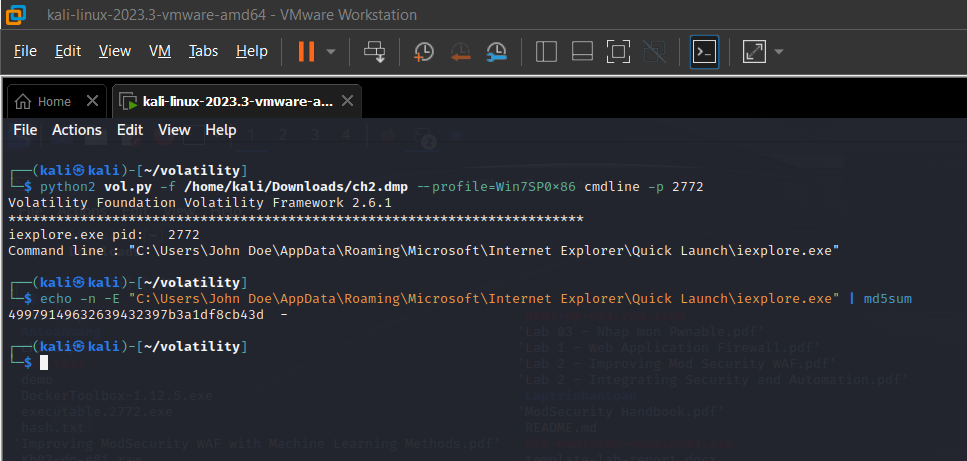 kali-linux-2023.3-vmware-amd64 - VMware Workstation
File Edit View VM Tabs Help
Home kali-linux-2023.3-vmware-a...
File Actions Edit View Help
1 2 3 4
2
┌──(kali㉿kali)-[~/volatility]
└─$ python2 vol.py -f /home/kali/Downloads/ch2.dmp --profile=Win7SP0×86 cmdline -p 2772
Volatility Foundation Volatility Framework 2.6.1
************************************************************************
iexplore.exe pid: 2772
Command line : "C:\Users\John Doe\AppData\Roaming\Microsoft\Internet Explorer\Quick Launch\iexplore.exe"
┌──(kali㉿kali)-[~/volatility]
└─$ echo -n -E "C:\Users\John Doe\AppData\Roaming\Microsoft\Internet Explorer\Quick Launch\iexplore.exe" | md5sum
49979149632639432397b3a1df8cb43d -
'Lab 03 - Whap mon Pwnable.pdf'
┌──(kali㉿kali)-[~/volatility]
'Lab 1 - Web Application Firewall.pdf'
└─$
'Lab 2 - Improving Mod Security WAF.pdf'
demo 'Lab 2 - Integrating Security and Automation.pdf'
DockerToolbox-1.12.5.exe
executable.2772.exe 'ModSecurity Handbook.pdf'
hash.txt README.md
'Improving ModSecurity WAF with Machine Learning Methods.pdf'